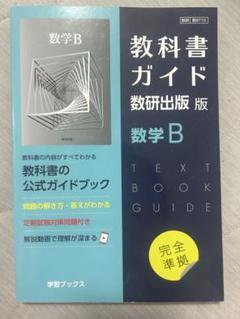 数学B
教科書
ガイド
数研出版 版
数学B
TEXT
BOOK
GUIDE
教科書の内容がすべてわかる
教科書の
公式ガイドブック
問題の解き方・答えがわかる
定期試験対策問題付き
解説動画で理解が深まる
完全
準拠
学習ブックス